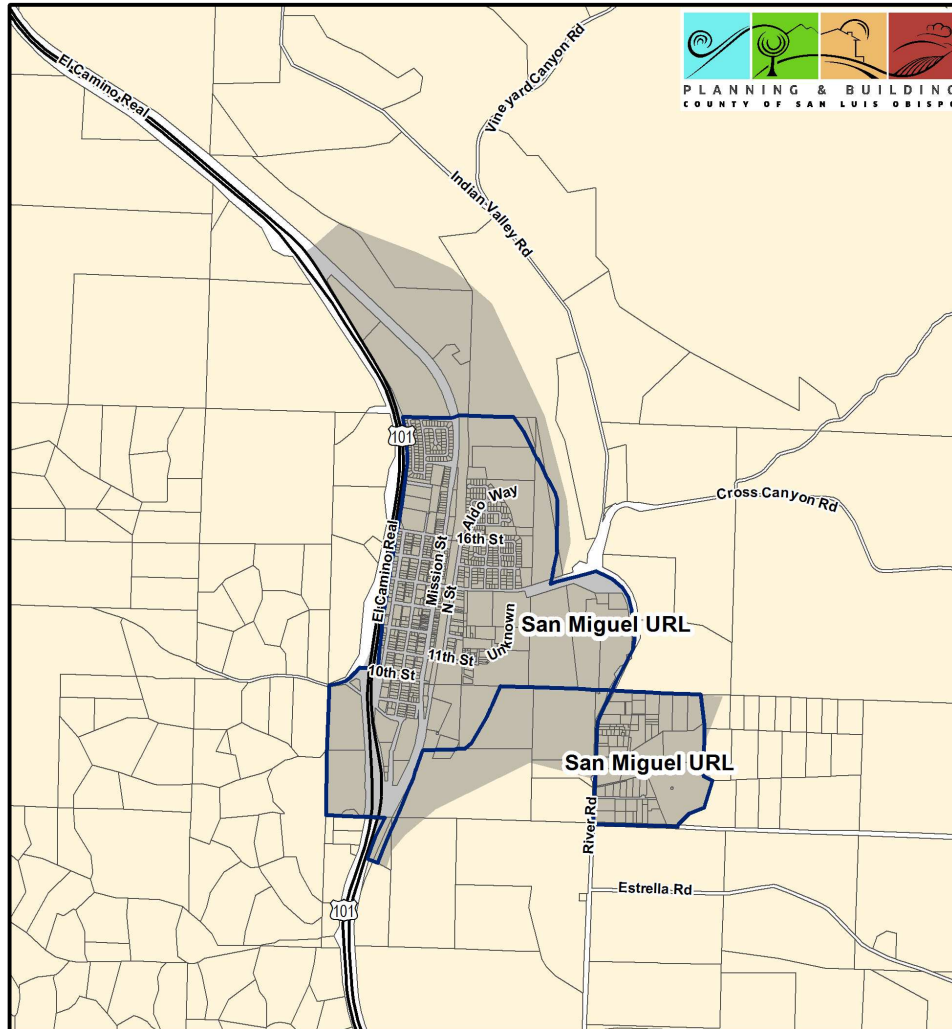 PLANNING & BUILDING
COUNTY OF SAN LUIS OBISPO
Vineyard Canyon Rd
El Camino Real
Indian Valley Rd
101
Cross Canyon Rd
Aldo Way
16th St
Mission St
El Camino Real
N St
San Miguel URL
Unknown
11th St
10th St
San Miguel URL
River Rd
Estrella Rd
101